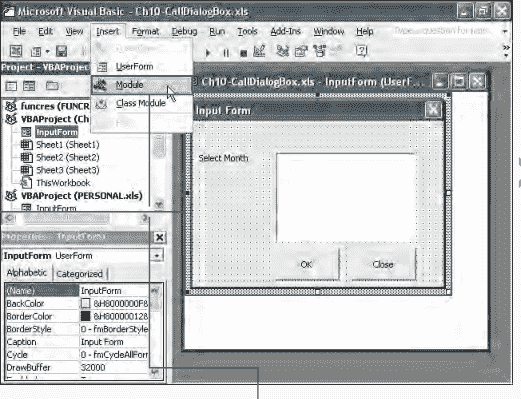 Microsoft Visual Basic - Ch10-CallDialogBox.xls
File Edit View Insert Format Debug Run Tools Add-Ins Window Help
Project - VBAProject
UserForm
Module
Class Module
funcres (FUNCR
VBAProject (Ch
InputForm
Sheet1 (Sheet1)
Sheet2 (Sheet2)
Sheet3 (Sheet3)
ThisWorkbook
VBAProject (PERSONAL.xls)
InputForm
Ch10-CallDialogBox.xls - InputForm (UserF...
Input Form
Select Month
OK Close
Properties - InputForm
InputForm UserForm
Alphabetic Categorized
(Name) InputForm
BackColor &H8000000F&
BorderColor &H80000012&
BorderStyle 0 - fmBorderStyle
Caption Input Form
Cycle 0 - fmCycleAllForr
DrawBuffer 32000